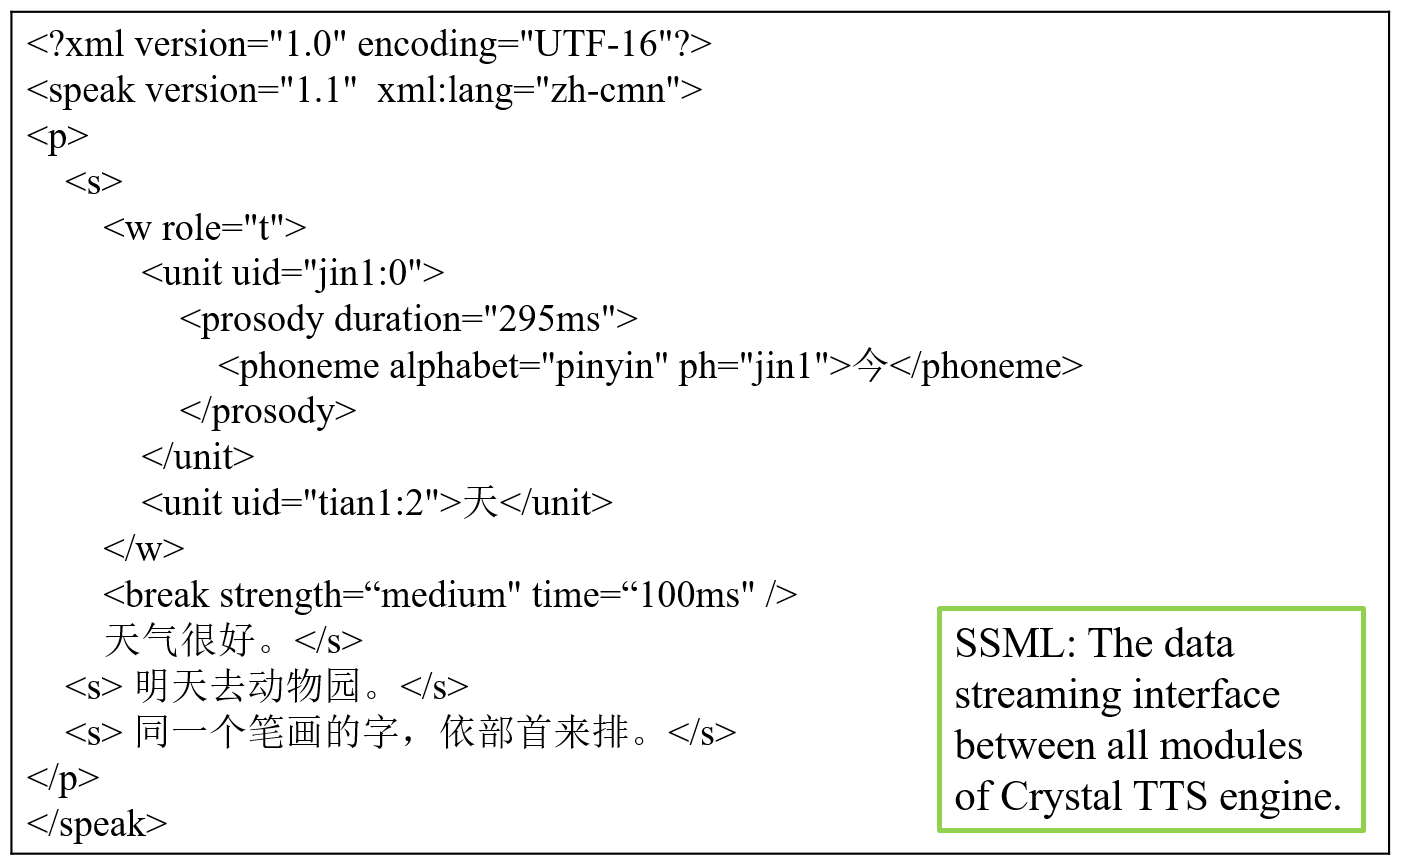 <?xml version="1.0" encoding="UTF-16"?>
<speak version="1.1"  xml:lang="zh-cmn">
<p>
<s>
<w role="t">
<unit uid="jin1:0">
<prosody duration="295ms">
<phoneme alphabet="pinyin" ph="jin1">今</phoneme>
</prosody>
</unit>
<unit uid="tian1:2">天</unit>
</w>
<break strength=“medium" time=“100ms" />
天气很好。</s>
<s> 明天去动物园。</s>
<s> 同一个笔画的字，依部首来排。</s>
</p>
</speak>
SSML: The data
streaming interface
between all modules
of Crystal TTS engine.